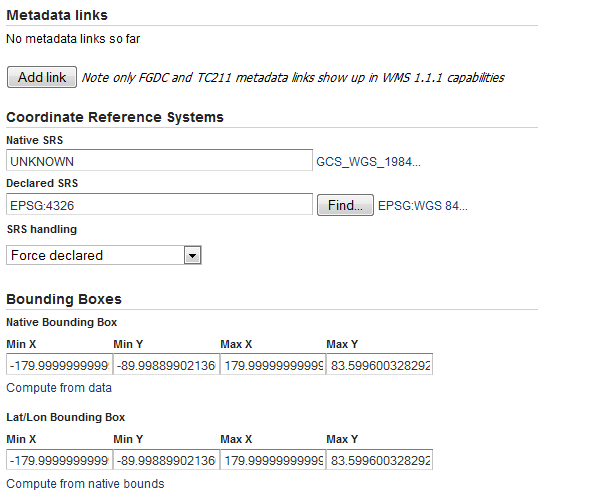 Metadata links
No metadata links so far
Add link Note only FGDC and TC211 metadata links show up in WMS 1.1.1 capabilities
Coordinate Reference Systems
Native SRS
UNKNOWN GCS_WGS_1984...
Declared SRS
EPSG:4326 Find... EPSG:WGS 84...
SRS handling
Force declared
Bounding Boxes
Native Bounding Box
Min X Min Y Max X Max Y
-179.9999999999 -89.99889902136 179.99999999999 83.599600328292
Compute from data
Lat/Lon Bounding Box
Min X Min Y Max X Max Y
-179.9999999999 -89.99889902136 179.99999999999 83.599600328292
Compute from native bounds